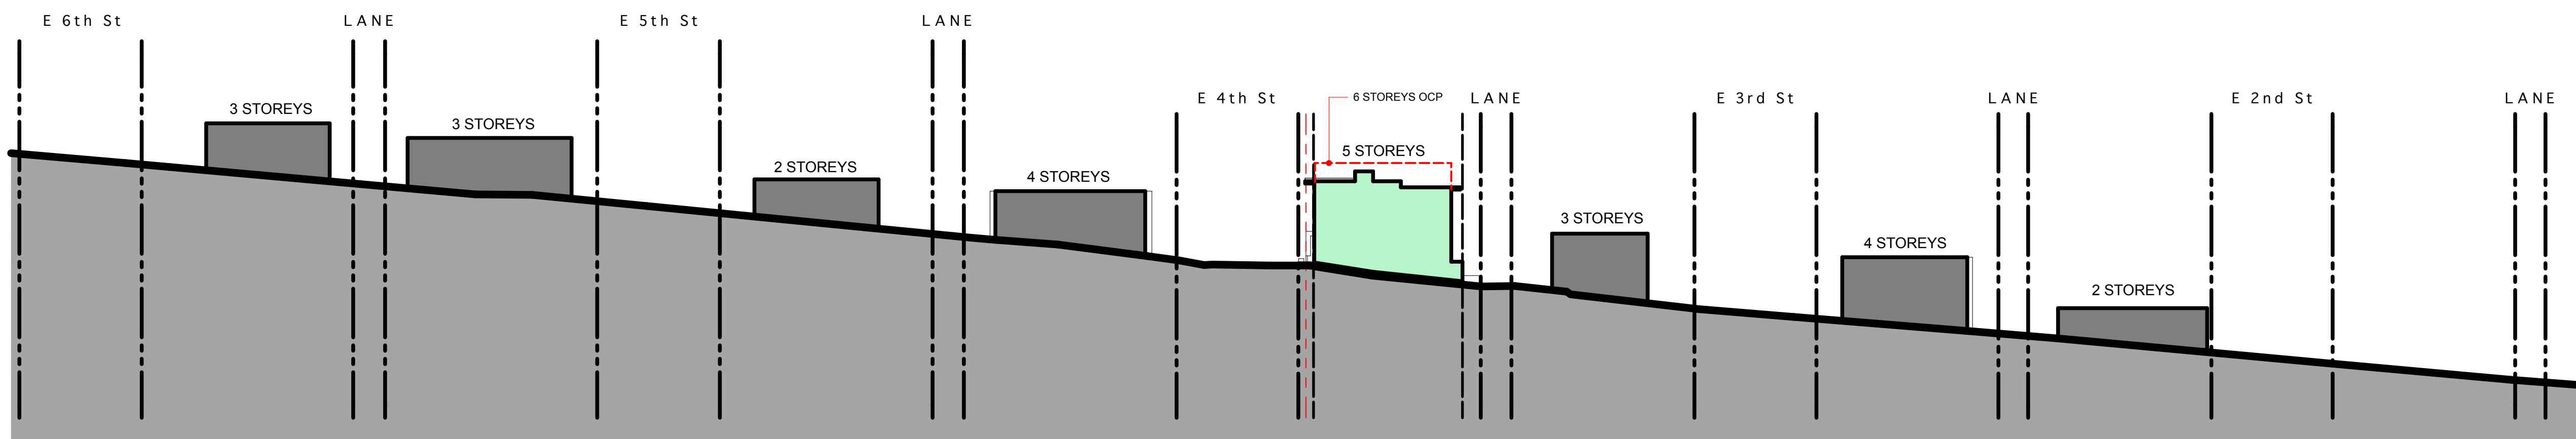 E 6th St
LANE
E 5th St
LANE
E 4th St
6 STOREYS OCP
LANE
E 3rd St
LANE
E 2nd St
LANE
3 STOREYS
3 STOREYS
2 STOREYS
4 STOREYS
5 STOREYS
3 STOREYS
4 STOREYS
2 STOREYS